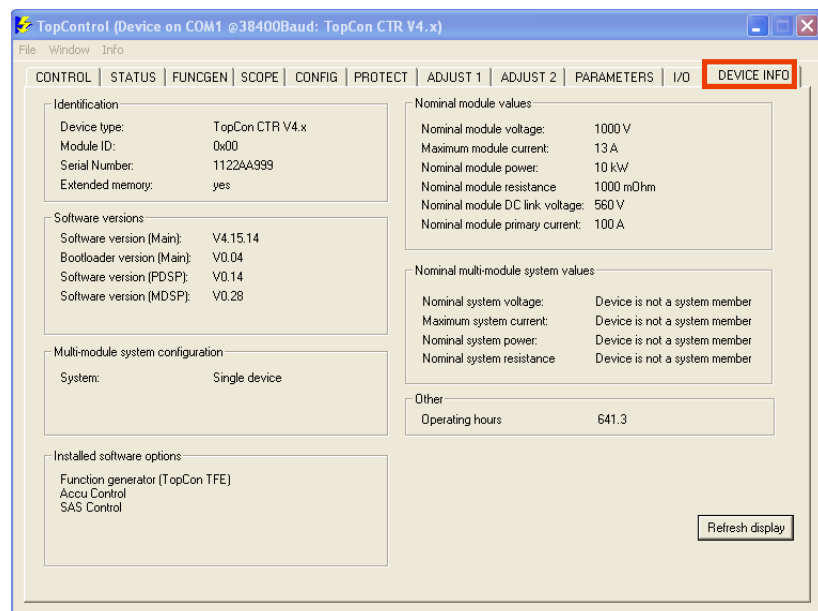 TopControl (Device on COM1 @38400Baud: TopCon CTR V4.x)
File Window Info
CONTROL STATUS FUNCGEN SCOPE CONFIG PROTECT ADJUST 1 ADJUST 2 PARAMETERS I/O DEVICE INFO
Identification
Device type: TopCon CTR V4.x
Module ID: 0x00
Serial Number: 1122AA999
Extended memory: yes
Software versions
Software version (Main): V4.15.14
Bootloader version (Main): V0.04
Software version (PDSP): V0.14
Software version (MDSP): V0.28
Multi-module system configuration
System: Single device
Installed software options
Function generator (TopCon TFE)
Accu Control
SAS Control
Nominal module values
Nominal module voltage: 1000 V
Maximum module current: 13 A
Nominal module power: 10 kW
Nominal module resistance 1000 mOhm
Nominal module DC link voltage: 560 V
Nominal module primary current: 100 A
Nominal multi-module system values
Nominal system voltage: Device is not a system member
Maximum system current: Device is not a system member
Nominal system power: Device is not a system member
Nominal system resistance Device is not a system member
Other
Operating hours 641.3
Refresh display